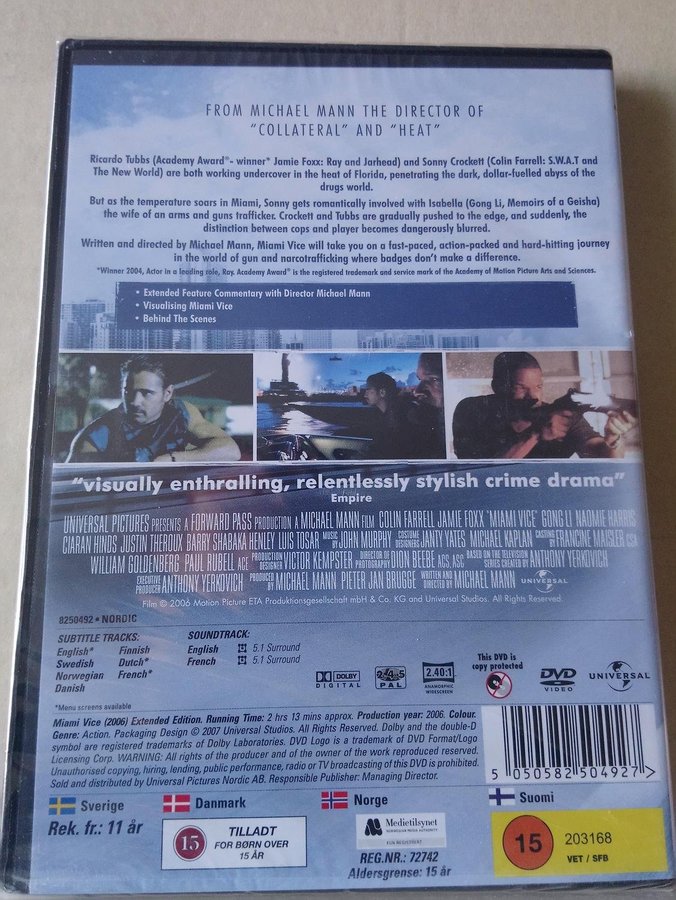 FROM MICHAEL MANN THE DIRECTOR OF
"COLLATERAL" AND "HEAT"
Ricardo Tubbs (Academy Award®- winner* Jamie Foxx: Ray and Jarhead) and Sonny Crockett (Colin Farrell: S.W.A.T and
The New World) are both working undercover in the heat of Florida, penetrating the dark, dollar-fuelled abyss of the
drugs world.
But as the temperature soars in Miami, Sonny gets romantically involved with Isabella (Gong Li, Memoirs of a Geisha)
the wife of an arms and guns trafficker. Crockett and Tubbs are gradually pushed to the edge, and suddenly, the
distinction between cops and player becomes dangerously blurred.
Written and directed by Michael Mann, Miami Vice will take you on a fast-paced, action-packed and hard-hitting journey
in the world of gun and narcotrafficking where badges don't make a difference.
*Winner 2004, Actor in a leading role, Ray. Academy Award® is the registered trademark and service mark of the Academy of Motion Picture Arts and Sciences.
• Extended Feature Commentary with Director Michael Mann
• Visualising Miami Vice
• Behind The Scenes
"visually enthralling, relentlessly stylish crime drama"
Empire
UNIVERSAL PICTURES PRESENTS A FORWARD PASS PRODUCTION A MICHAEL MANN FILM COLIN FARRELL JAMIE FOXX "MIAMI VICE" GONG LI NAOMIE HARRIS
CIARAN HINDS JUSTIN THEROUX BARRY SHABAKA HENLEY LUIS TOSAR MUSIC BY JOHN MURPHY COSTUME DESIGNERS JANTY YATES MICHAEL KAPLAN CASTING BY FRANCINE MAISLER CSA
WILLIAM GOLDENBERG PAUL RUBELL ACE PRODUCTION DESIGNER VICTOR KEMPSTER DIRECTOR OF PHOTOGRAPHY DION BEEBE ACS, ASC BASED ON THE TELEVISION SERIES CREATED BY ANTHONY YERKOVICH
EXECUTIVE PRODUCER ANTHONY YERKOVICH PRODUCED BY MICHAEL MANN PIETER JAN BRUGGE WRITTEN AND DIRECTED BY MICHAEL MANN UNIVERSAL
Film © 2006 Motion Picture ETA Produktionsgesellschaft mbH & Co. KG and Universal Studios. All Rights Reserved.
8250492 • NORDIC
SUBTITLE TRACKS:
English* Finnish
Swedish Dutch*
Norwegian French*
Danish
*Menu screens available
SOUNDTRACK:
English 5.1 Surround
French 5.1 Surround
DOLBY DIGITAL
2 4 5 PAL
2.40:1 ANAMORPHIC WIDESCREEN
This DVD is
copy protected
DVD VIDEO
UNIVERSAL
Miami Vice (2006) Extended Edition. Running Time: 2 hrs 13 mins approx. Production year: 2006. Colour.
Genre: Action. Packaging Design © 2007 Universal Studios. All Rights Reserved. Dolby and the double-D
symbol are registered trademarks of Dolby Laboratories. DVD Logo is a trademark of DVD Format/Logo
Licensing Corp. WARNING: All rights of the producer and of the owner of the work reproduced reserved.
Unauthorised copying, hiring, lending, public performance, radio or TV broadcasting of this DVD is prohibited.
Sold and distributed by Universal Pictures Nordic AB. Responsible Publisher: Managing Director.
5 050582 504927 >
Sverige
Rek. fr.: 11 år
Danmark
15
TILLADT
FOR BØRN OVER
15 ÅR
Norge
Medietilsynet
NORWEGIAN MEDIA AUTHORITY
KUN REGISTRERT
REG.NR: 72742
Aldersgrense: 15 år
Suomi
15
203168
VET / SFB